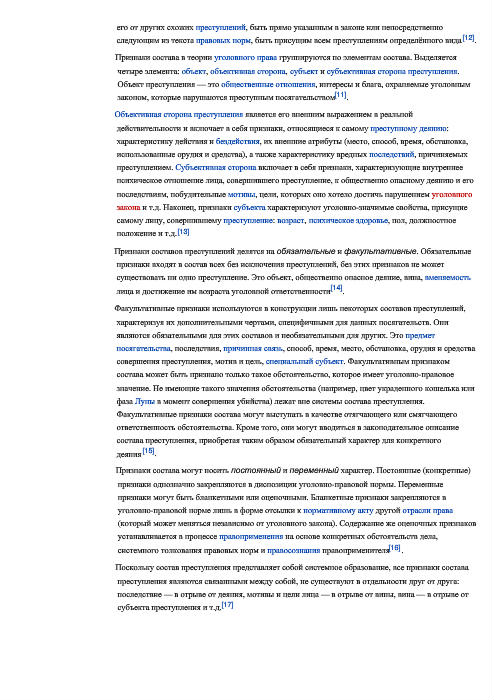 его от других схожих преступлений, быть прямо указанным в законе или непосредственно
следующим из текста правовых норм, быть присущим всем преступлениям определённого вида[12].
Признаки состава в теории уголовного права группируются по элементам состава. Выделяется
четыре элемента: объект, объективная сторона, субъект и субъективная сторона преступления.
Объект преступления — это общественные отношения, интересы и блага, охраняемые уголовным
законом, которые нарушаются преступным посягательством[11].
Объективная сторона преступления является его внешним выражением в реальной
действительности и включает в себя признаки, относящиеся к самому преступному деянию:
характеристику действия и бездействия, их внешние атрибуты (место, способ, время, обстановка,
использованные орудия и средства), а также характеристику вредных последствий, причиняемых
преступлением. Субъективная сторона включает в себя признаки, характеризующие внутреннее
психическое отношение лица, совершившего преступление, к общественно опасному деянию и его
последствиям, побудительные мотивы, цели, которых оно хотело достичь нарушением уголовного
закона и т.д. Наконец, признаки субъекта характеризуют уголовно-значимые свойства, присущие
самому лицу, совершившему преступление: возраст, психическое здоровье, пол, должностное
положение и т.д.[13]
Признаки составов преступлений делятся на обязательные и факультативные. Обязательные
признаки входят в состав всех без исключения преступлений, без этих признаков не может
существовать ни одно преступление. Это объект, общественно опасное деяние, вина, вменяемость
лица и достижение им возраста уголовной ответственности[14].
Факультативные признаки используются в конструкции лишь некоторых составов преступлений,
характеризуя их дополнительными чертами, специфичными для данных посягательств. Они
являются обязательными для этих составов и необязательными для других. Это предмет
посягательства, последствия, причинная связь, способ, время, место, обстановка, орудия и средства
совершения преступления, мотив и цель, специальный субъект. Факультативным признаком
состава может быть признано только такое обстоятельство, которое имеет уголовно-правовое
значение. Не имеющие такого значения обстоятельства (например, цвет украденного кошелька или
фаза Луны в момент совершения убийства) лежат вне системы состава преступления.
Факультативные признаки состава могут выступать в качестве отягчающего или смягчающего
ответственность обстоятельства. Кроме того, они могут вводиться в законодательное описание
состава преступления, приобретая таким образом обязательный характер для конкретного
деяния[15].
Признаки состава могут носить постоянный и переменный характер. Постоянные (конкретные)
признаки однозначно закрепляются в диспозиции уголовно-правовой нормы. Переменные
признаки могут быть бланкетными или оценочными. Бланкетные признаки закрепляются в
уголовно-правовой норме лишь в форме отсылки к нормативному акту другой отрасли права
(который может меняться независимо от уголовного закона). Содержание же оценочных признаков
устанавливается в процессе правоприменения на основе конкретных обстоятельств дела,
системного толкования правовых норм и правосознания правоприменителя[16].
Поскольку состав преступления представляет собой системное образование, все признаки состава
преступления являются связанными между собой, не существуют в отдельности друг от друга:
последствие — в отрыве от деяния, мотивы и цели лица — в отрыве от вины, вина — в отрыве от
субъекта преступления и т.д.[17]